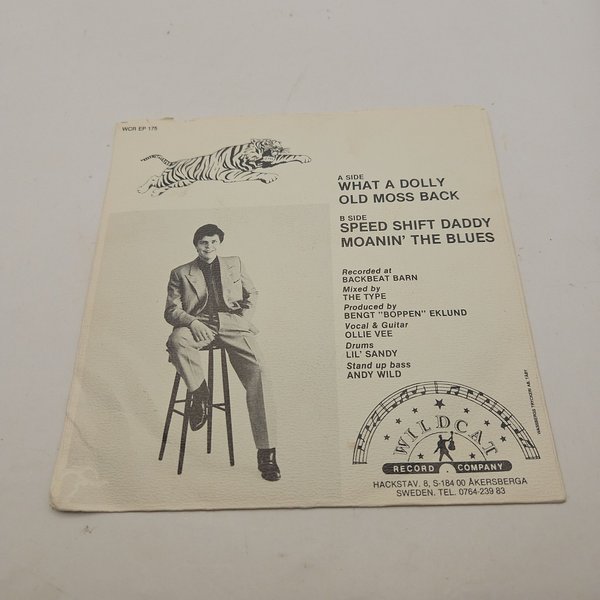 WCR EP 175
A SIDE
WHAT A DOLLY
OLD MOSS BACK
B SIDE
SPEED SHIFT DADDY
MOANIN' THE BLUES
Recorded at
BACKBEAT BARN
Mixed by
THE TYPE
Produced by
BENGT "BOPPEN" EKLUND
Vocal & Guitar
OLLIE VEE
Drums
LIL' SANDY
Stand up bass
ANDY WILD
WILDCAT
RECORD COMPANY
HACKSTAV. 8, S-184 00 ÅKERSBERGA
SWEDEN. TEL. 0764-239 83